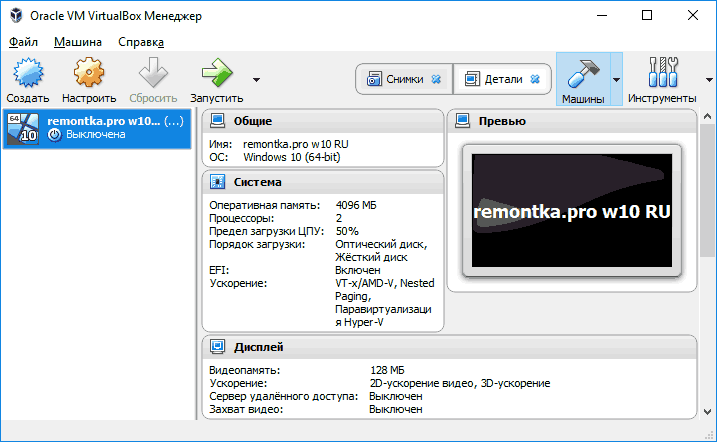 Oracle VM VirtualBox Менеджер
Файл Машина Справка
Создать Настроить Сбросить Запустить Снимки Детали Машины Инструменты
64
10
remontka.pro w10... (...)
Выключена
Общие
Имя: remontka.pro w10 RU
ОС: Windows 10 (64-bit)
Система
Оперативная память: 4096 МБ
Процессоры: 2
Предел загрузки ЦПУ: 50%
Порядок загрузки: Оптический диск,
Жёсткий диск
EFI: Включен
Ускорение: VT-x/AMD-V, Nested
Paging,
Паравиртуализаци
я Hyper-V
Превью
remontka.pro w10 RU
Дисплей
Видеопамять: 128 МБ
Ускорение: 2D-ускорение видео, 3D-ускорение
Сервер удалённого доступа: Выключен
Захват видео: Выключен